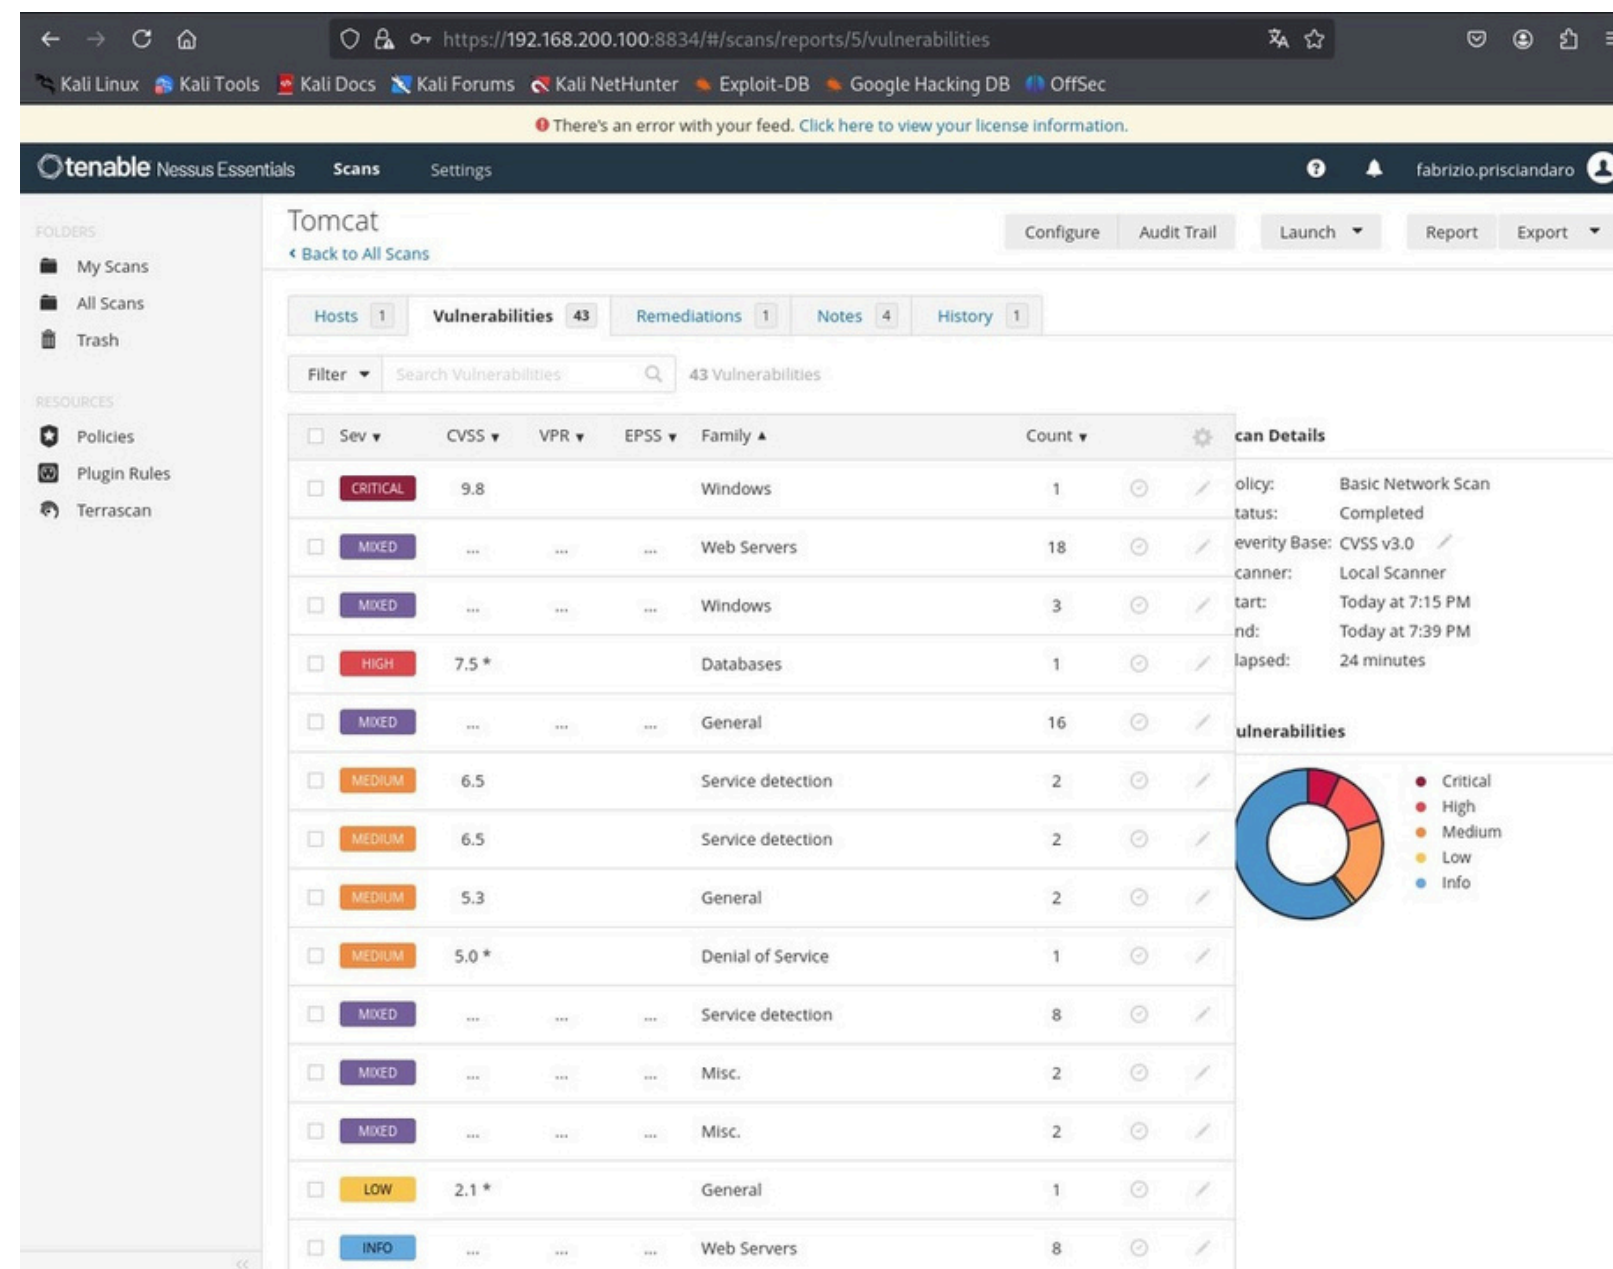 https://192.168.200.100:8834/#/scans/reports/5/vulnerabilities
Kali Linux Kali Tools Kali Docs Kali Forums Kali NetHunter Exploit-DB Google Hacking DB OffSec
There's an error with your feed. Click here to view your license information.
tenable Nessus Essentials Scans Settings fabrizio.prisciandaro
FOLDERS
My Scans
All Scans
Trash
RESOURCES
Policies
Plugin Rules
Terrascan
Tomcat
Back to All Scans
Configure Audit Trail Launch Report Export
Hosts 1 Vulnerabilities 43 Remediations 1 Notes 4 History 1
Filter Search Vulnerabilities 43 Vulnerabilities
Sev CVSS VPR EPSS Family Count
CRITICAL 9.8 Windows 1
MIXED ... ... ... Web Servers 18
MIXED ... ... ... Windows 3
HIGH 7.5 * Databases 1
MIXED ... ... ... General 16
MEDIUM 6.5 Service detection 2
MEDIUM 6.5 Service detection 2
MEDIUM 5.3 General 2
MEDIUM 5.0 * Denial of Service 1
MIXED ... ... ... Service detection 8
MIXED ... ... ... Misc. 2
MIXED ... ... ... Misc. 2
LOW 2.1 * General 1
INFO ... ... ... Web Servers 8
can Details
olicy: Basic Network Scan
tatus: Completed
everity Base: CVSS v3.0
canner: Local Scanner
tart: Today at 7:15 PM
nd: Today at 7:39 PM
lapsed: 24 minutes
ulnerabilities
Critical
High
Medium
Low
Info